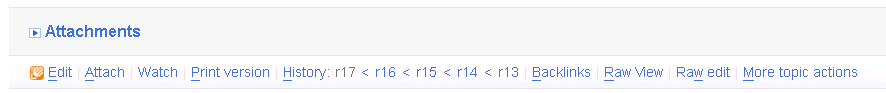 Attachments
Edit | Attach | Watch | Print version | History: r17 < r16 < r15 < r14 < r13 | Backlinks | Raw View | Raw edit | More topic actions